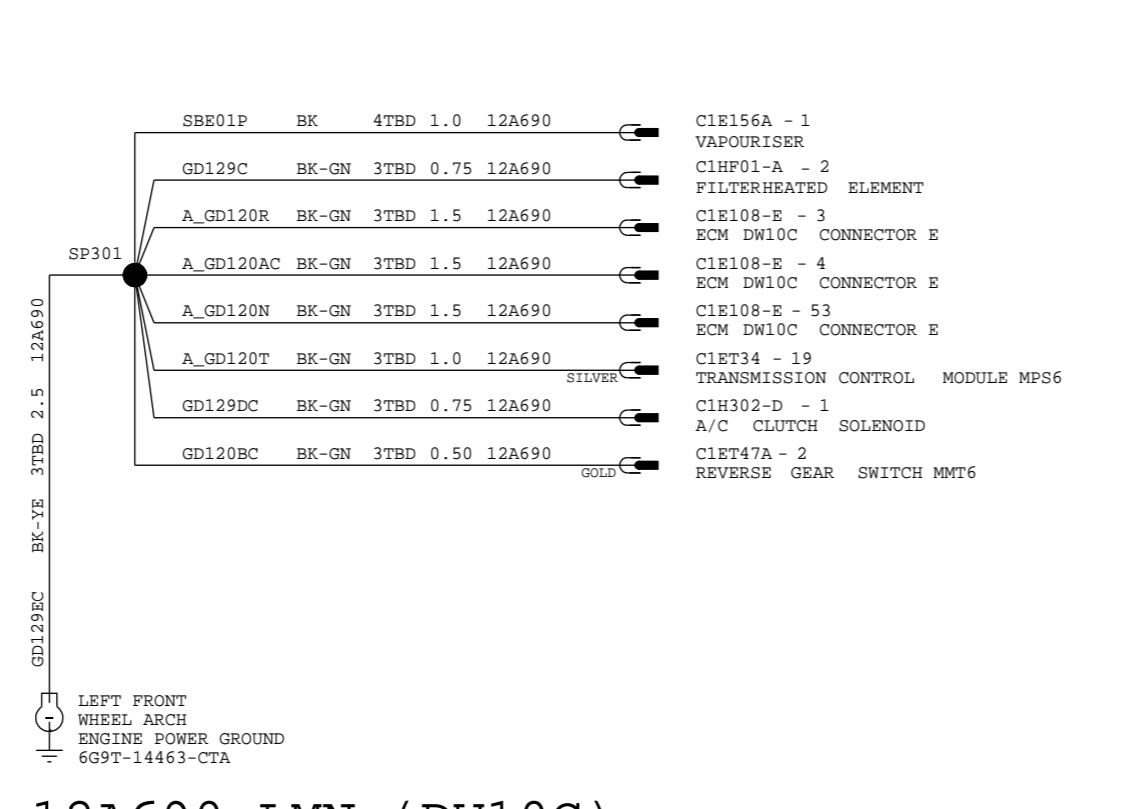 SBE01P BK 4TBD 1.0 12A690 C1E156A - 1
VAPOURISER
GD129C BK-GN 3TBD 0.75 12A690 C1HF01-A - 2
FILTERHEATED ELEMENT
A_GD120R BK-GN 3TBD 1.5 12A690 C1E108-E - 3
ECM DW10C CONNECTOR E
SP301
A_GD120AC BK-GN 3TBD 1.5 12A690 C1E108-E - 4
ECM DW10C CONNECTOR E
A_GD120N BK-GN 3TBD 1.5 12A690 C1E108-E - 53
ECM DW10C CONNECTOR E
A_GD120T BK-GN 3TBD 1.0 12A690 C1ET34 - 19
SILVER TRANSMISSION CONTROL MODULE MPS6
GD129DC BK-GN 3TBD 0.75 12A690 C1H302-D - 1
A/C CLUTCH SOLENOID
GD120BC BK-GN 3TBD 0.50 12A690 C1ET47A - 2
GOLD REVERSE GEAR SWITCH MMT6
GD129EC BK-YE 3TBD 2.5 12A690
LEFT FRONT
WHEEL ARCH
ENGINE POWER GROUND
6G9T-14463-CTA